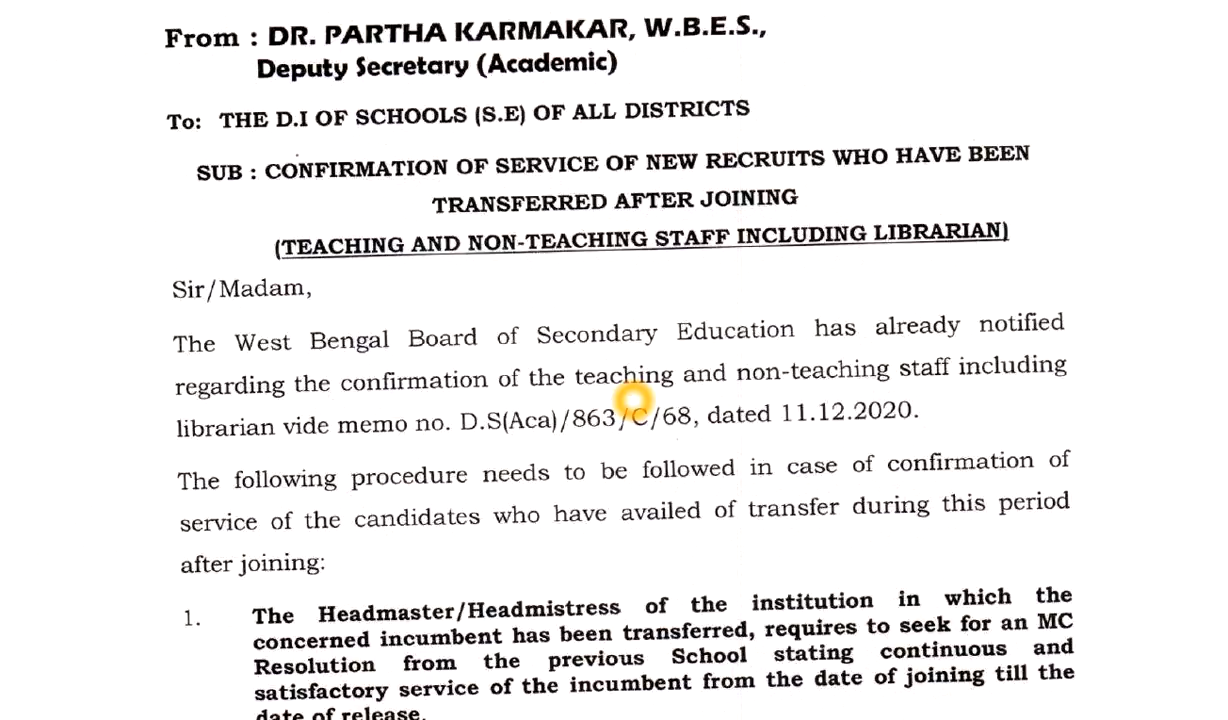 From : DR. PARTHA KARMAKAR, W.B.E.S.,
Deputy Secretary (Academic)
To: THE D.I OF SCHOOLS (S.E) OF ALL DISTRICTS
SUB : CONFIRMATION OF SERVICE OF NEW RECRUITS WHO HAVE BEEN
TRANSFERRED AFTER JOINING
(TEACHING AND NON-TEACHING STAFF INCLUDING LIBRARIAN)
Sir/Madam,
The West Bengal Board of Secondary Education has already notified
regarding the confirmation of the teaching and non-teaching staff including
librarian vide memo no. D.S(Aca)/863/C/68, dated 11.12.2020.
The following procedure needs to be followed in case of confirmation of
service of the candidates who have availed of transfer during this period
after joining:
1. The Headmaster/Headmistress of the institution in which the
concerned incumbent has been transferred, requires to seek for an MC
Resolution from the previous School stating continuous and
satisfactory service of the incumbent from the date of joining till the
date of release.